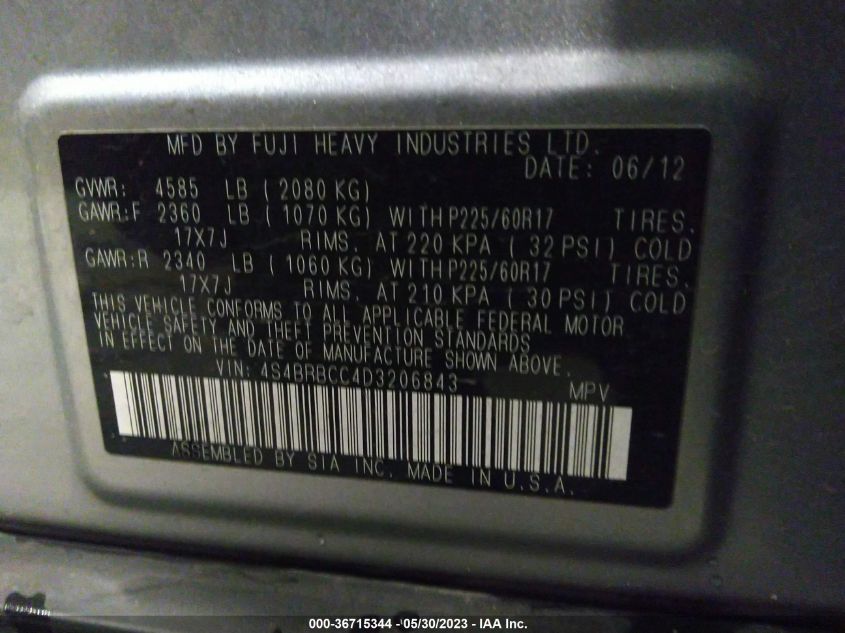 MFD BY FUJI HEAVY INDUSTRIES LTD.
DATE: 06/12
GVWR: 4585 LB (2080 KG)
GAWR:F 2360 LB (1070 KG) WITH P225/60R17 TIRES.
17X7J RIMS. AT 220 KPA (32 PSI) COLD
GAWR:R 2340 LB (1060 KG) WITH P225/60R17 TIRES.
17X7J RIMS. AT 210 KPA (30 PSI) COLD
THIS VEHICLE CONFORMS TO ALL APPLICABLE FEDERAL MOTOR
VEHICLE SAFETY AND THEFT PREVENTION STANDARDS
IN EFFECT ON THE DATE OF MANUFACTURE SHOWN ABOVE.
VIN: 4S4BRBCC4D3206843 MPV
ASSEMBLED BY SIA INC. MADE IN U.S.A.
000-36715344 - 05/30/2023 - IAA Inc.